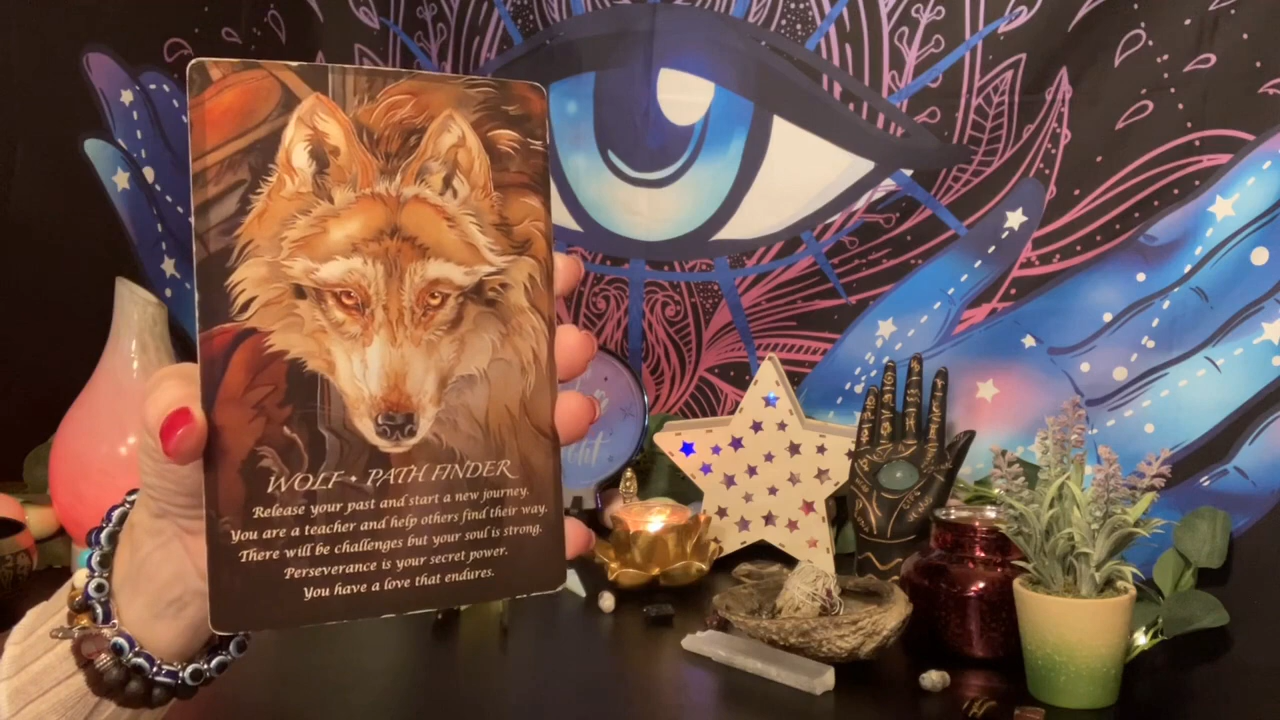 WOLF • PATH FINDER
Release your past and start a new journey.
You are a teacher and help others find their way.
There will be challenges but your soul is strong.
Perseverance is your secret power.
You have a love that endures.